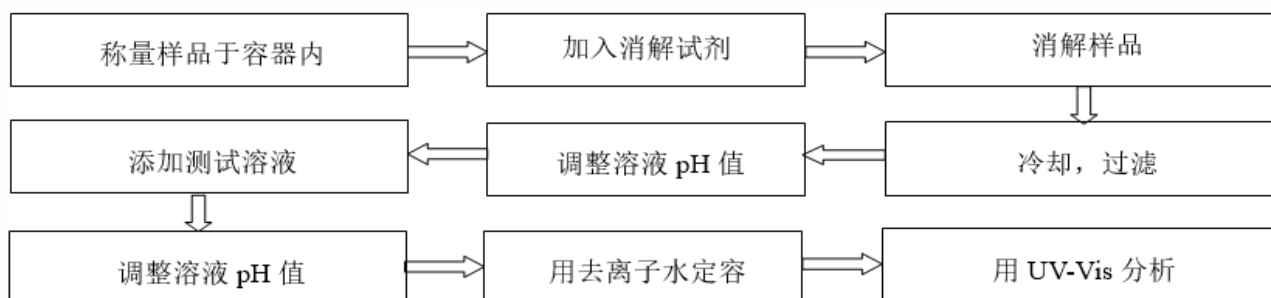 称量样品于容器内
加入消解试剂
消解样品
冷却，过滤
调整溶液 pH 值
添加测试溶液
调整溶液 pH 值
用去离子水定容
用 UV-Vis 分析